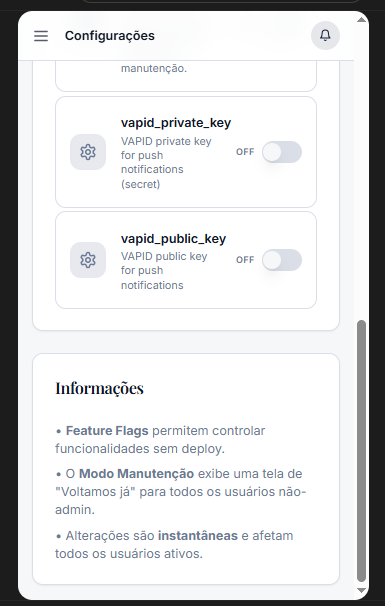 Configurações
manutenção.
vapid_private_key
VAPID private key
for push
notifications
(secret)
OFF
vapid_public_key
VAPID public key
for push
notifications
OFF
Informações
• Feature Flags permitem controlar
funcionalidades sem deploy.
• O Modo Manutenção exibe uma tela de
"Voltamos já" para todos os usuários não-
admin.
• Alterações são instantâneas e afetam
todos os usuários ativos.